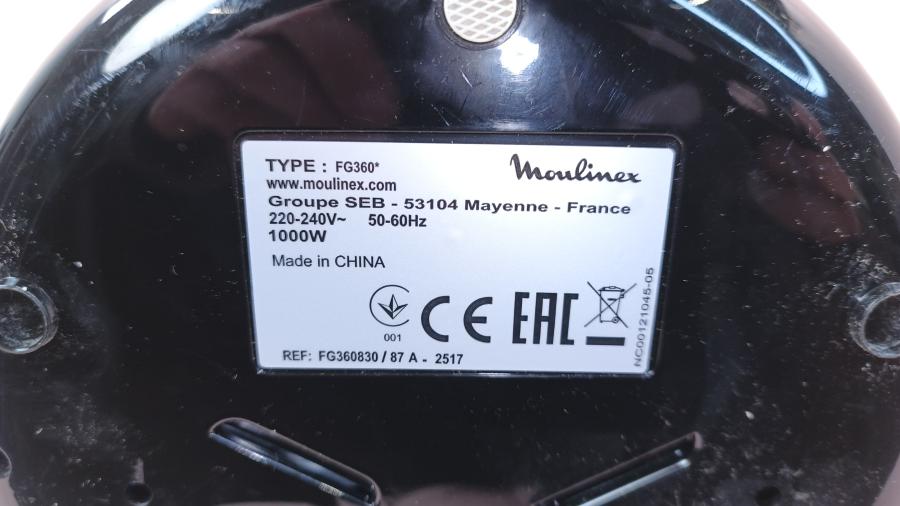 TYPE : FG360*
Moulinex
www.moulinex.com
Groupe SEB - 53104 Mayenne - France
220-240V~ 50-60Hz
1000W
Made in CHINA
001
CE
EAC
NC00121045-05
REF: FG360830 / 87 A - 2517